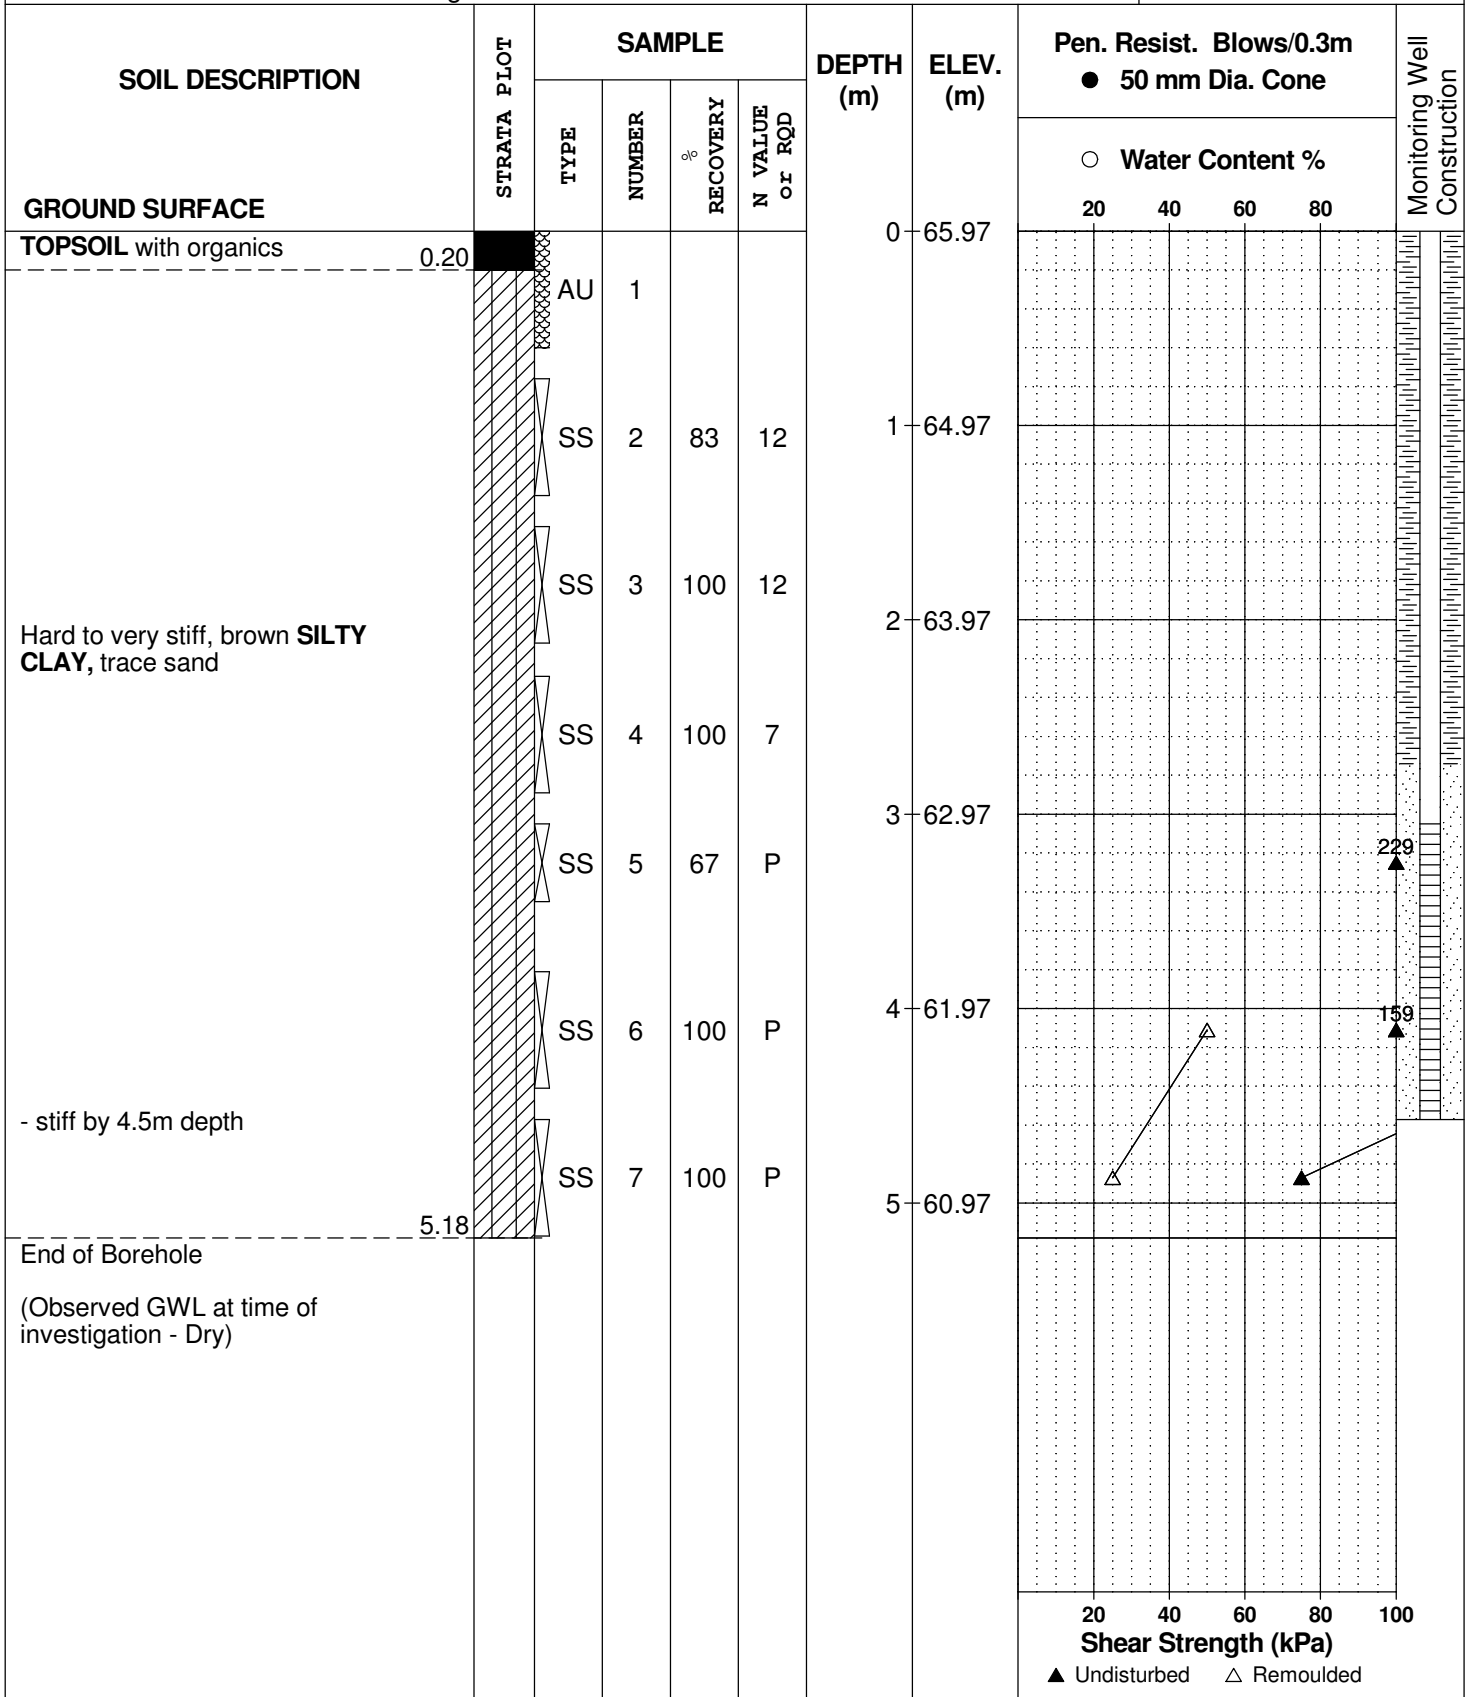 SOIL DESCRIPTION
GROUND SURFACE
STRATA PLOT
SAMPLE
TYPE
NUMBER
% RECOVERY
N VALUE or RQD
DEPTH (m)
ELEV. (m)
Pen. Resist. Blows/0.3m
● 50 mm Dia. Cone
○ Water Content %
20 40 60 80
Monitoring Well Construction
0 65.97
TOPSOIL with organics
0.20
AU 1
1 64.97
SS 2 83 12
SS 3 100 12
2 63.97
Hard to very stiff, brown SILTY
CLAY, trace sand
SS 4 100 7
3 62.97
229
SS 5 67 P
4 61.97
159
SS 6 100 P
- stiff by 4.5m depth
SS 7 100 P
5 60.97
5.18
End of Borehole
(Observed GWL at time of
investigation - Dry)
20 40 60 80 100
Shear Strength (kPa)
▲ Undisturbed △ Remoulded